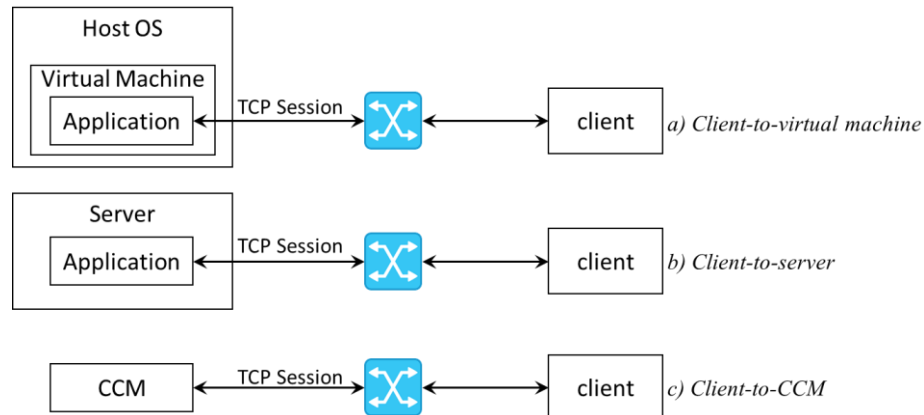 Host OS
Virtual Machine
Application
TCP Session
client
a) Client-to-virtual machine
Server
Application
TCP Session
client
b) Client-to-server
CCM
TCP Session
client
c) Client-to-CCM